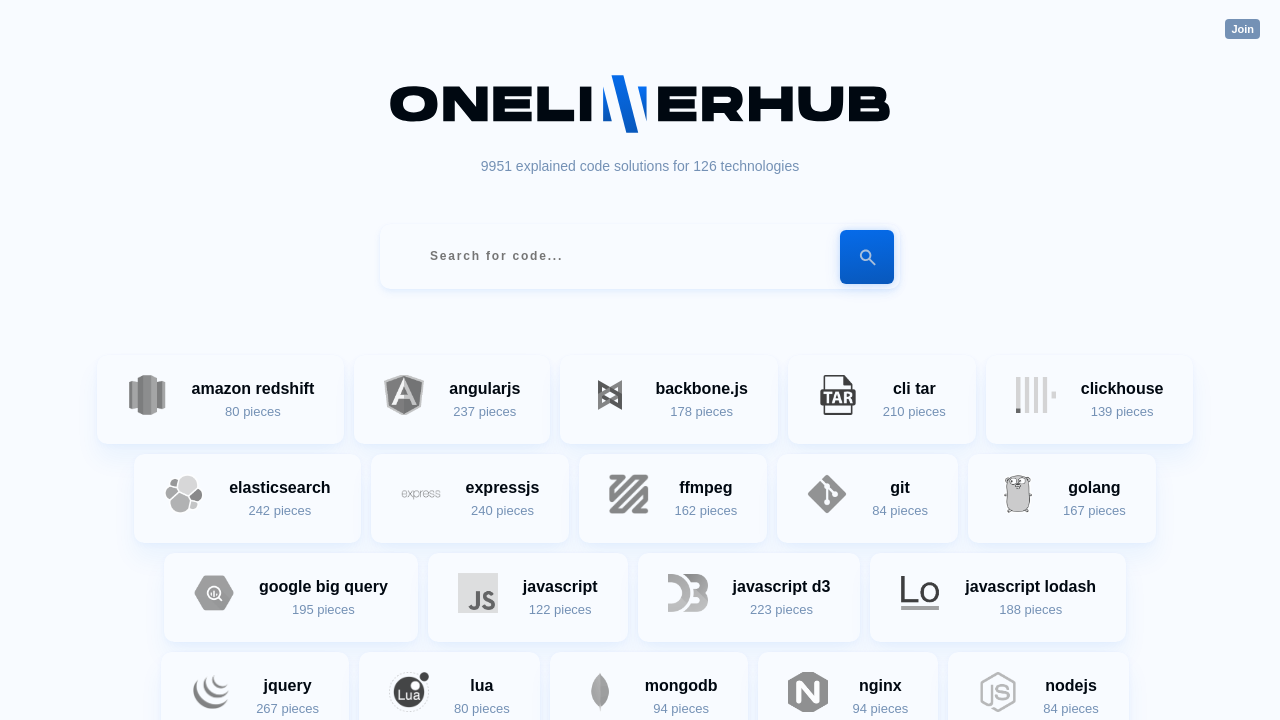 Join
ONELINERHUB
9951 explained code solutions for 126 technologies
Search for code...
amazon redshift
80 pieces
angularjs
237 pieces
backbone.js
178 pieces
TAR
cli tar
210 pieces
clickhouse
139 pieces
elasticsearch
242 pieces
express
expressjs
240 pieces
ffmpeg
162 pieces
git
84 pieces
golang
167 pieces
google big query
195 pieces
JS
javascript
122 pieces
D3
javascript d3
223 pieces
Lo
javascript lodash
188 pieces
jquery
267 pieces
Lua
lua
80 pieces
mongodb
94 pieces
N
nginx
94 pieces
JS
nodejs
84 pieces